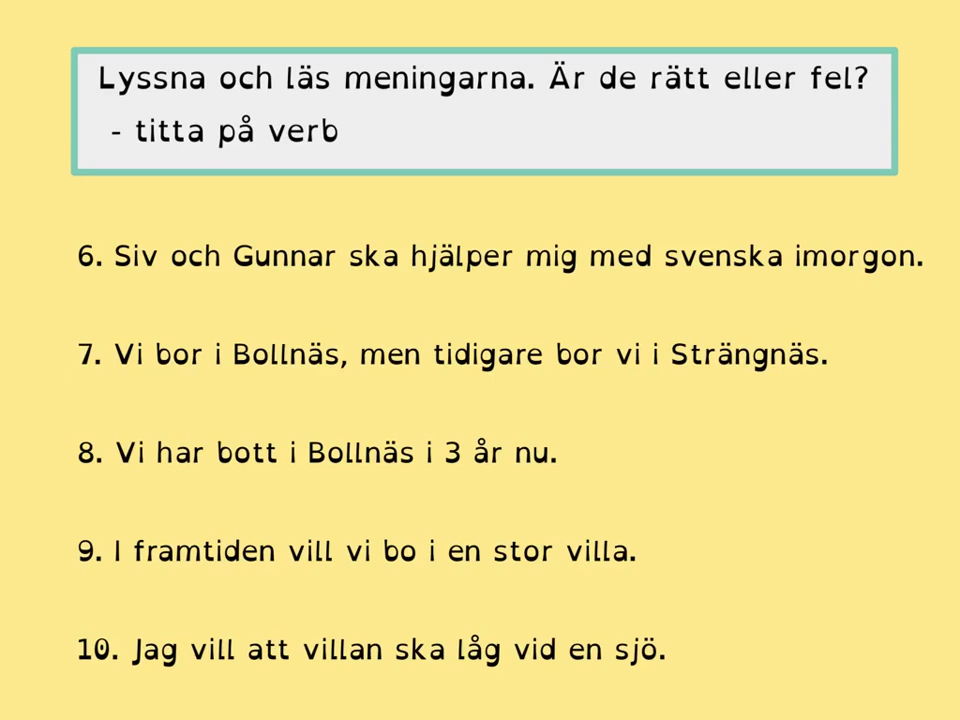 Lyssna och läs meningarna. Är de rätt eller fel?
- titta på verb
6. Siv och Gunnar ska hjälper mig med svenska imorgon.
7. Vi bor i Bollnäs, men tidigare bor vi i Strängnäs.
8. Vi har bott i Bollnäs i 3 år nu.
9. I framtiden vill vi bo i en stor villa.
10. Jag vill att villan ska låg vid en sjö.